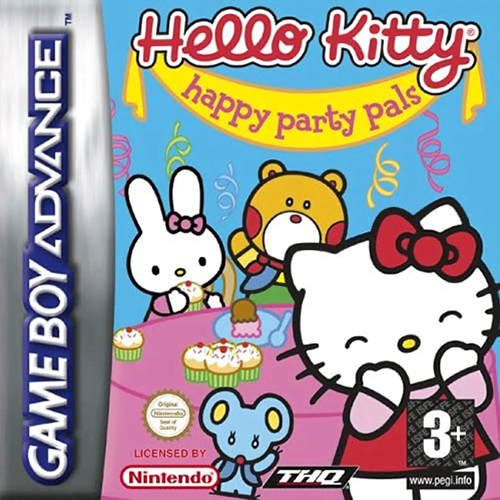 GAME BOY ADVANCE
Hello Kitty®
happy party pals
Original
Nintendo
Seal of
Quality
LICENSED BY
Nintendo
THQ
3+
www.pegi.info